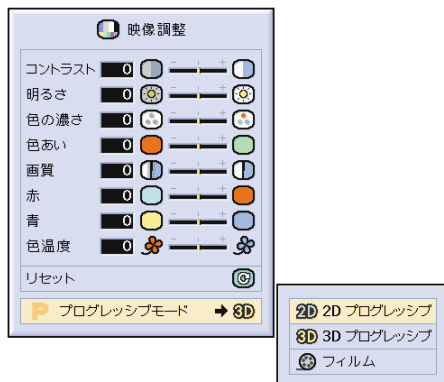 映像調整
コントラスト 0 - +
明るさ 0 - +
色の濃さ 0 - +
色あい 0 - +
画質 0 - +
赤 0 - +
青 0 - +
色温度 0 - +
リセット
P プログレッシブモード → 3D
2D 2D プログレッシブ
3D 3D プログレッシブ
フィルム